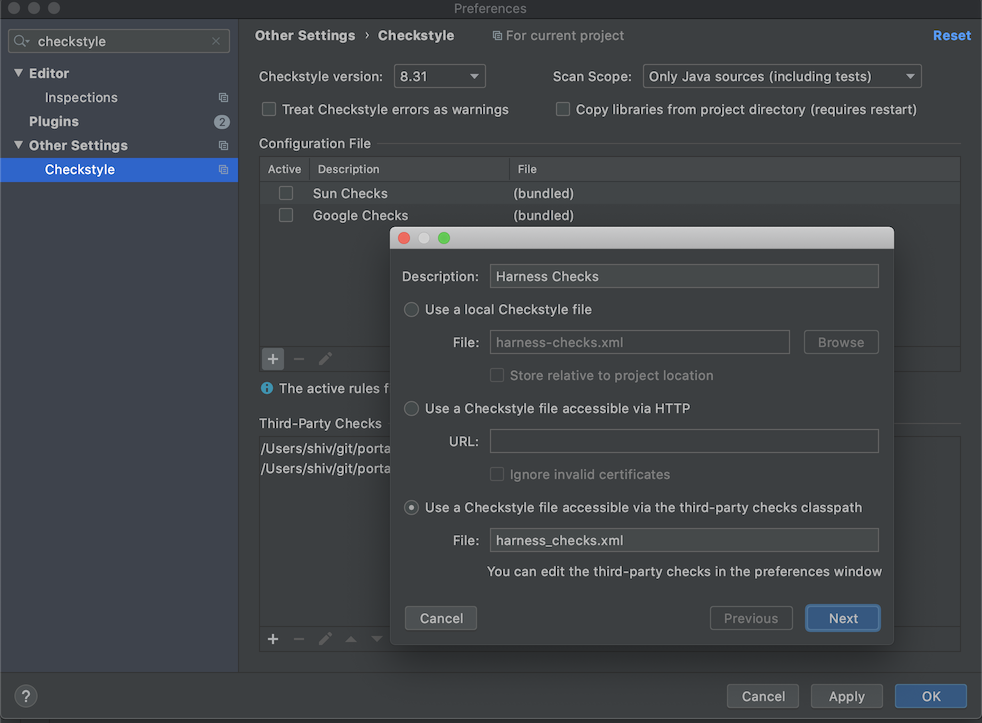 Preferences
checkstyle
Editor
Inspections
Plugins
2
Other Settings
Checkstyle
Other Settings › Checkstyle
For current project
Reset
Checkstyle version:
8.31
Scan Scope:
Only Java sources (including tests)
Treat Checkstyle errors as warnings
Copy libraries from project directory (requires restart)
Configuration File
Active Description File
Sun Checks (bundled)
Google Checks (bundled)
The active rules f
Third-Party Checks
/Users/shiv/git/porta
/Users/shiv/git/porta
Description: Harness Checks
Use a local Checkstyle file
File: harness-checks.xml
Browse
Store relative to project location
Use a Checkstyle file accessible via HTTP
URL:
Ignore invalid certificates
Use a Checkstyle file accessible via the third-party checks classpath
File: harness_checks.xml
You can edit the third-party checks in the preferences window
Cancel Previous Next
? Cancel Apply OK